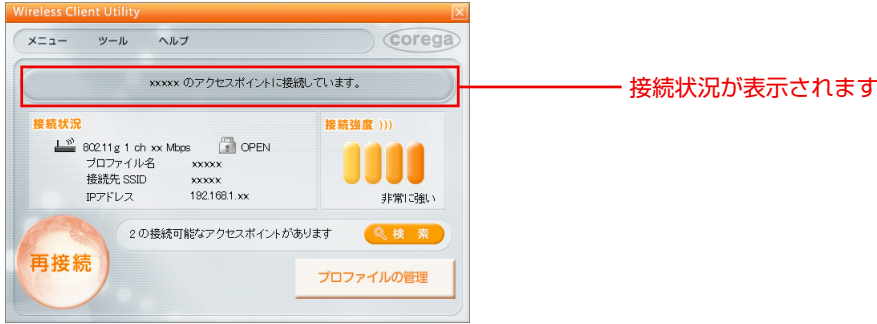 Wireless Client Utility
メニュー ツール ヘルプ
corega
xxxxx のアクセスポイントに接続しています。
接続状況が表示されます
接続状況
802.11g 1 ch xx Mbps OPEN
プロファイル名 xxxxx
接続先 SSID xxxxx
IPアドレス 192.168.1.xx
接続強度 )))
非常に強い
2 の接続可能なアクセスポイントがあります
検 索
再接続
プロファイルの管理